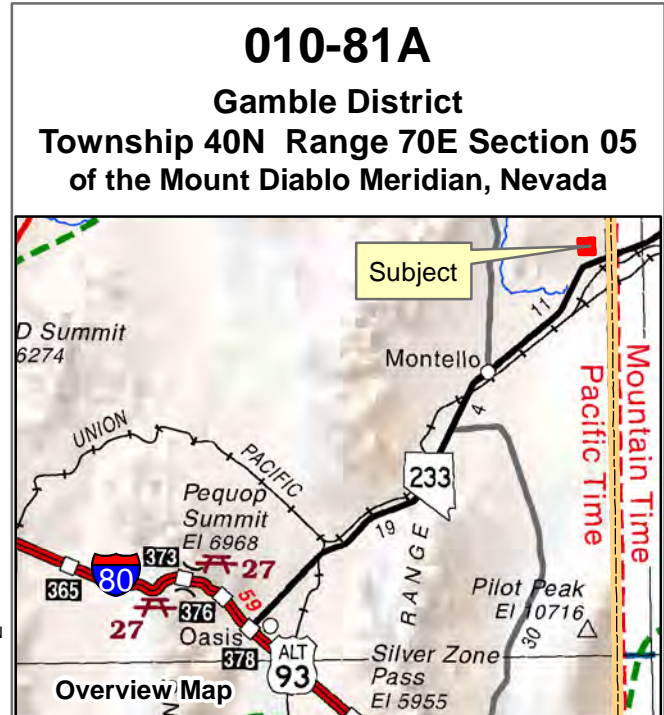 010-81A
Gamble District
Township 40N Range 70E Section 05
of the Mount Diablo Meridian, Nevada
Subject
11
D Summit
6274
Montello
Mountain Time
Pacific Time
4
UNION
PACIFIC
233
Pequop
Summit
El 6968
19
RANGE
373
27
80
365
59
Pilot Peak
El 10716
376
27
30
Oasis
378
ALT
93
Silver Zone
Pass
El 5955
Overview Map
N
N